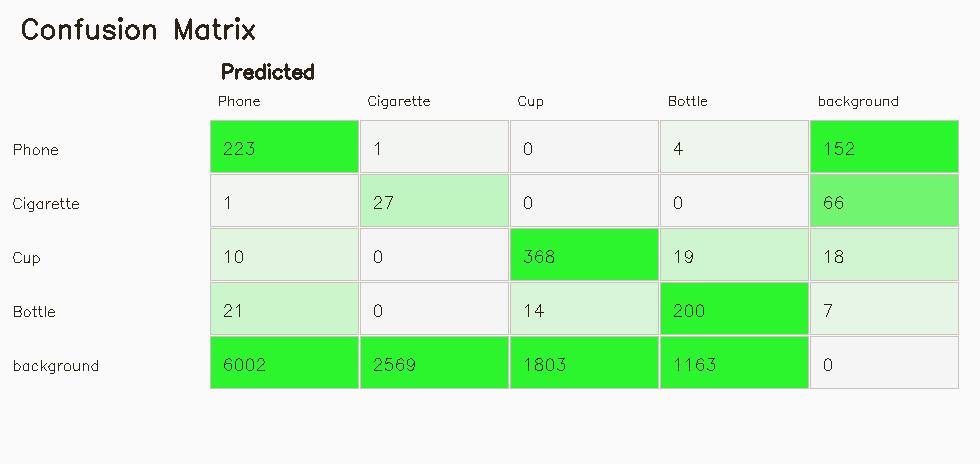 Confusion Matrix
Predicted
Phone Cigarette Cup Bottle background
Phone 223 1 0 4 152
Cigarette 1 27 0 0 66
Cup 10 0 368 19 18
Bottle 21 0 14 200 7
background 6002 2569 1803 1163 0